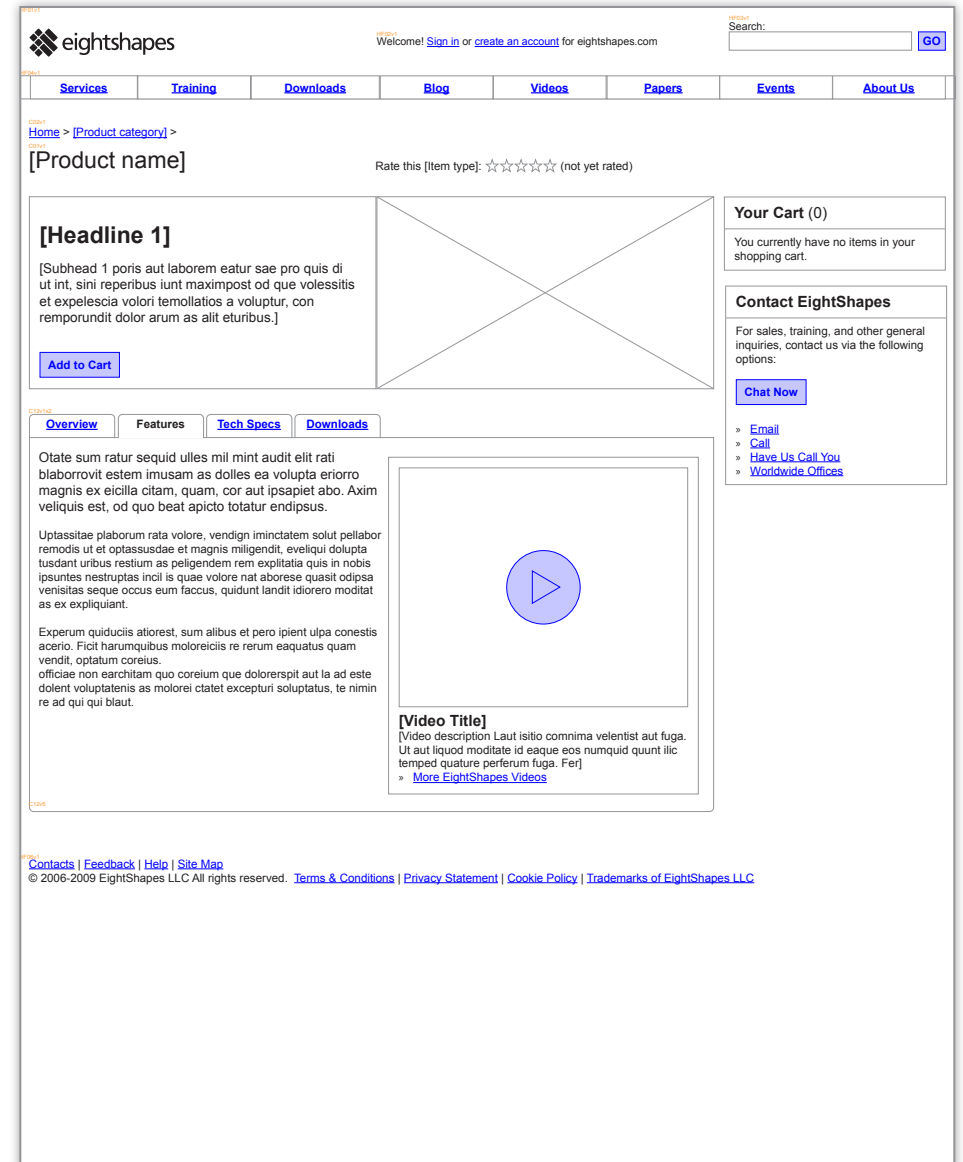 HF01v1
eightshapes
HF02v1
Welcome! Sign in or create an account for eightshapes.com
HF03v1
Search:
GO
HF04v1
Services Training Downloads Blog Videos Papers Events About Us
C02v1
Home > [Product category] >
C01v1
[Product name]
Rate this [Item type]: ☆☆☆☆☆ (not yet rated)
[Headline 1]
[Subhead 1 poris aut laborem eatur sae pro quis di
ut int, sini reperibus iunt maximpost od que volessitis
et expelescia volori temollatios a voluptur, con
remporundit dolor arum as alit eturibus.]
Add to Cart
Your Cart (0)
You currently have no items in your
shopping cart.
Contact EightShapes
For sales, training, and other general
inquiries, contact us via the following
options:
Chat Now
» Email
» Call
» Have Us Call You
» Worldwide Offices
Overview Features Tech Specs Downloads
Otate sum ratur sequid ulles mil mint audit elit rati
blaborrovit estem imusam as dolles ea volupta eriorro
magnis ex eicilla citam, quam, cor aut ipsapiet abo. Axim
veliquis est, od quo beat apicto totatur endipsus.
Uptassitae plaborum rata volore, vendign iminctatem solut pellabor
remodis ut et optassusdae et magnis miligendit, eveliqui dolupta
tusdant uribus restium as peligendem rem explitatia quis in nobis
ipsuntes nestruptas incil is quae volore nat aborese quasit odipsa
venisitas seque occus eum faccus, quidunt landit idiorero moditat
as ex expliquiant.
Experum quiduciis atiorest, sum alibus et pero ipient ulpa conestis
acerio. Ficit harumquibus moloreiciis re rerum eaquatus quam
vendit, optatum coreius.
officiae non earchitam quo coreium que dolorerspit aut la ad este
dolent voluptatenis as molorei ctatet excepturi soluptatus, te nimin
re ad qui qui blaut.
[Video Title]
[Video description Laut isitio comnima velentist aut fuga.
Ut aut liquod moditate id eaque eos numquid quunt ilic
temped quature perferum fuga. Fer]
» More EightShapes Videos
Contacts | Feedback | Help | Site Map
© 2006-2009 EightShapes LLC All rights reserved. Terms & Conditions | Privacy Statement | Cookie Policy | Trademarks of EightShapes LLC